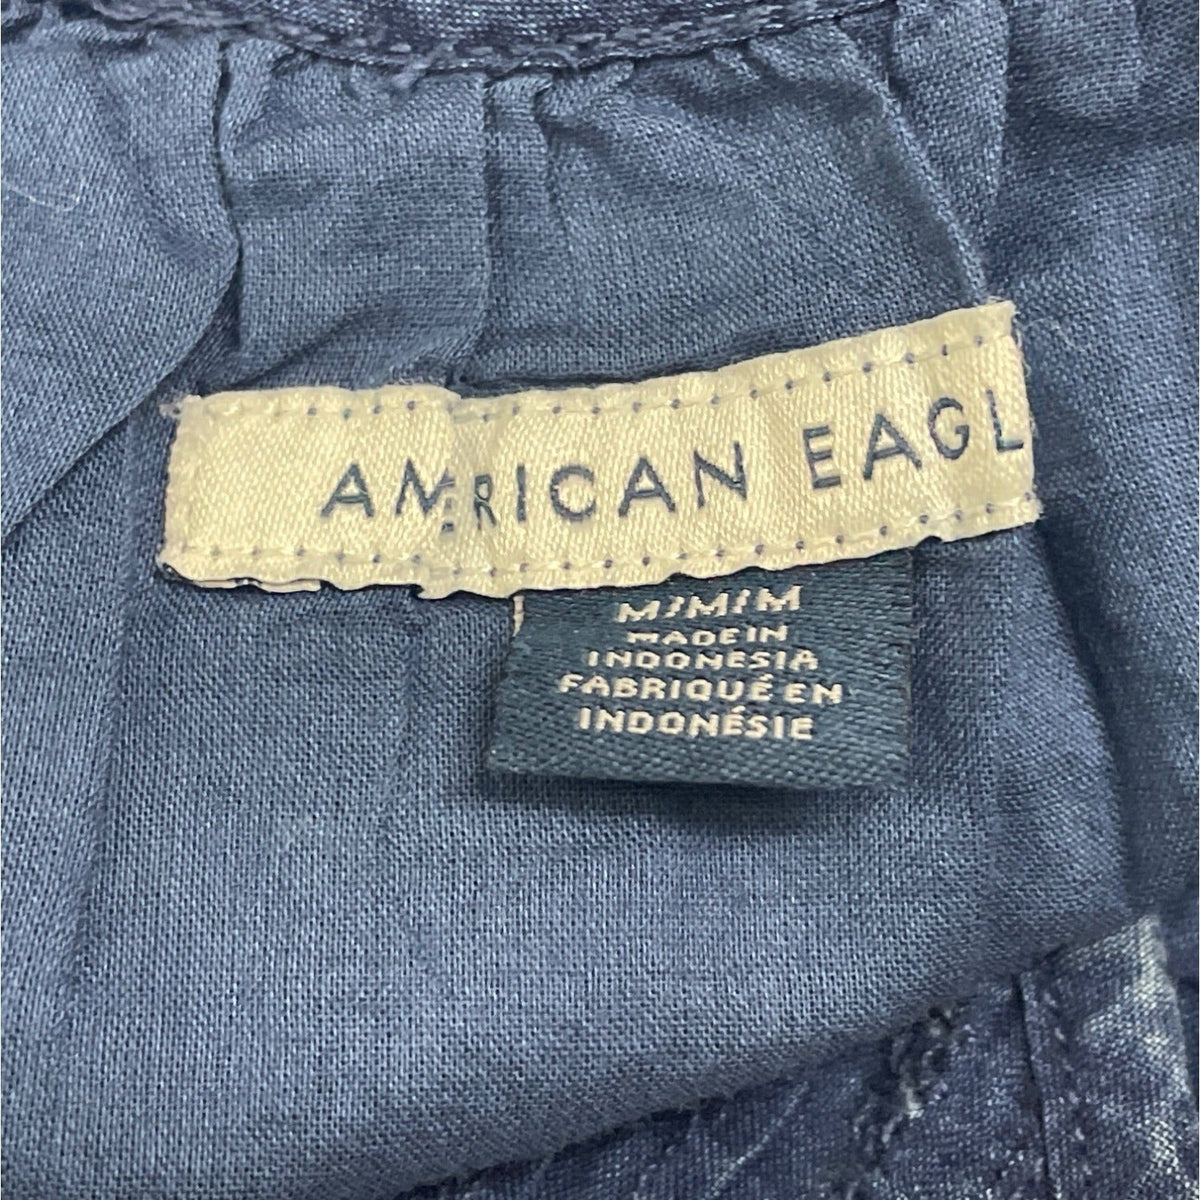 AMERICAN EAGL
M/M/M
MADE IN
INDONESIA
FABRIQUÉ EN
INDONÉSIE